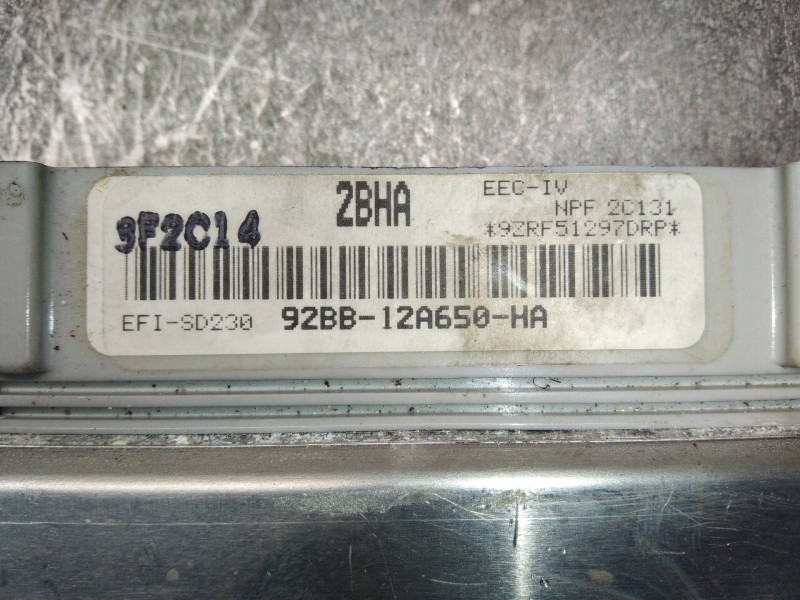 2BHA
EEC-IV
NPF 2C131
3F2C14
*9ZRF51297DRP*
EFI-SD230
92BB-12A650-HA